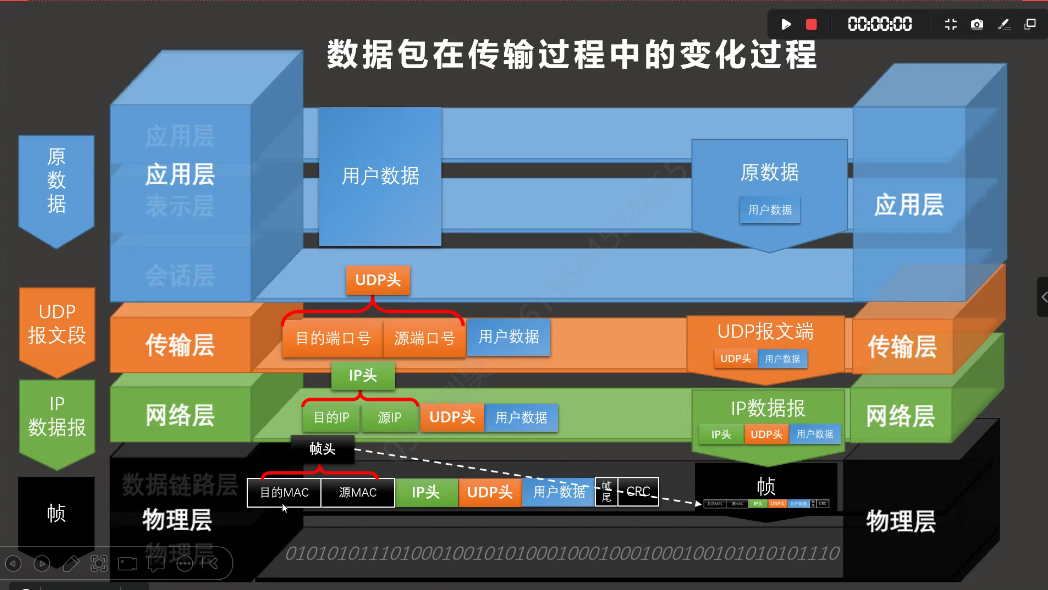 00:00:00
数据包在传输过程中的变化过程
原
数
据
应用层
应用层
表示层
会话层
用户数据
原数据
用户数据
应用层
UDP头
UDP
报文段
传输层
目的端口号
源端口号
用户数据
UDP报文端
UDP头
用户数据
传输层
IP头
IP
数据报
网络层
目的IP
源IP
UDP头
用户数据
IP数据报
IP头
UDP头
用户数据
网络层
帧头
帧
数据链路层
物理层
物理层
目的MAC
源MAC
IP头
UDP头
用户数据
帧
尾
CRC
帧
物理层